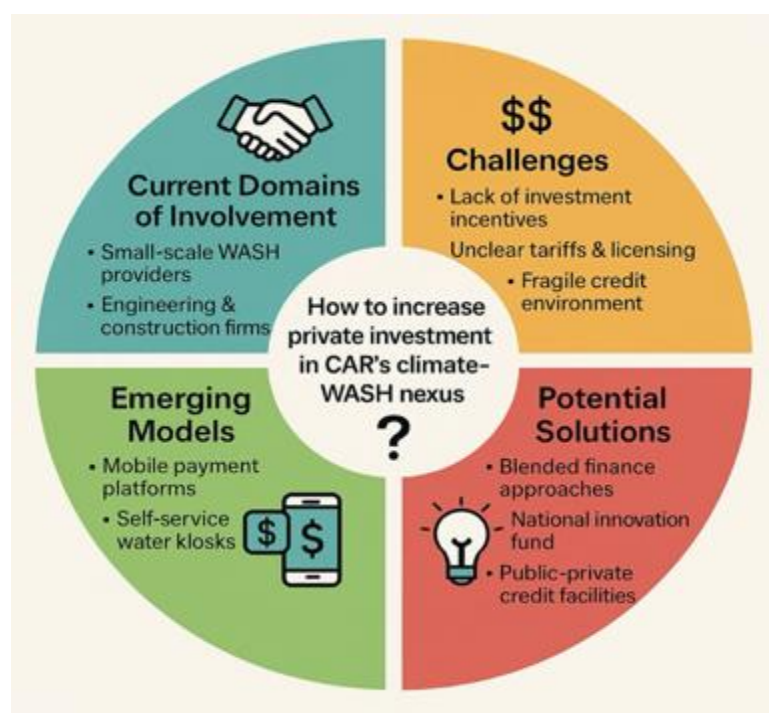 Current Domains
of Involvement
• Small-scale WASH
providers
• Engineering &
construction firms
$$
Challenges
• Lack of investment
incentives
Unclear tariffs & licensing
• Fragile credit
environment
How to increase
private investment
in CAR's climate-
WASH nexus
?
Emerging
Models
• Mobile payment
platforms
• Self-service
water klosks
$ $
Potential
Solutions
• Blended finance
approaches
National innovation
fund
• Public-private
credit facilities